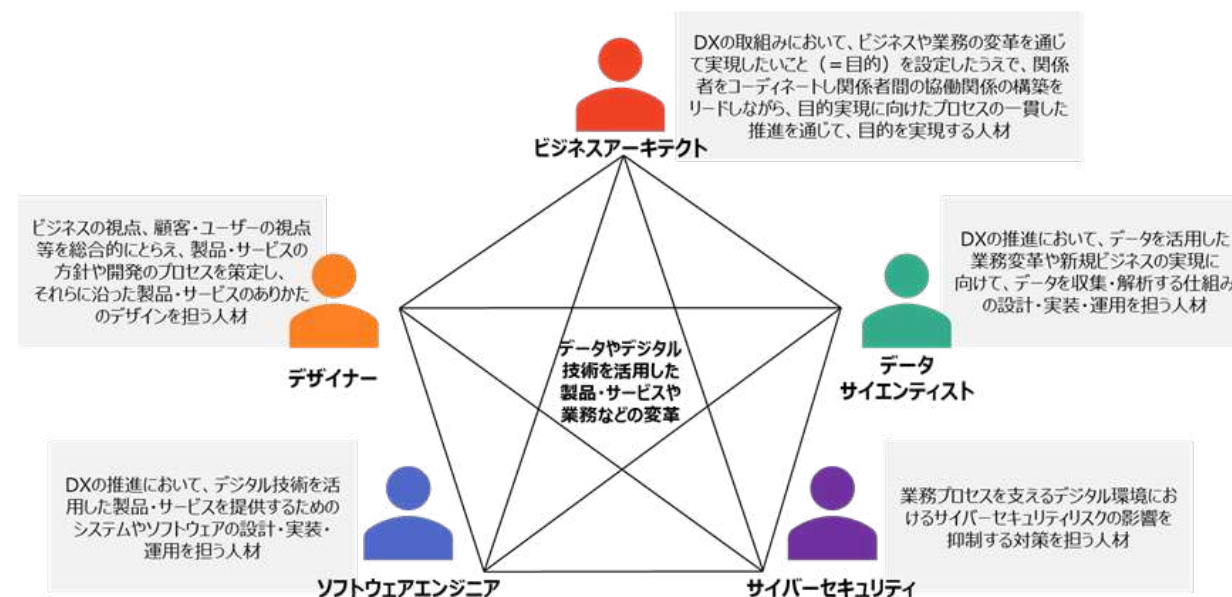 DXの取組みにおいて、ビジネスや業務の変革を通じ
て実現したいこと（＝目的）を設定したうえで、関係
者をコーディネートし関係者間の協働関係の構築を
リードしながら、目的実現に向けたプロセスの一貫した
推進を通じて、目的を実現する人材
ビジネスアーキテクト
ビジネスの視点、顧客・ユーザーの視点
等を総合的にとらえ、製品・サービスの
方針や開発のプロセスを策定し、
それらに沿った製品・サービスのありかた
のデザインを担う人材
デザイナー
DXの推進において、データを活用した
業務変革や新規ビジネスの実現に
向けて、データを収集・解析する仕組み
の設計・実装・運用を担う人材
データ
サイエンティスト
データやデジタル
技術を活用した
製品・サービスや
業務などの変革
DXの推進において、デジタル技術を活
用した製品・サービスを提供するための
システムやソフトウェアの設計・実装・
運用を担う人材
ソフトウェアエンジニア
業務プロセスを支えるデジタル環境にお
けるサイバーセキュリティリスクの影響を
抑制する対策を担う人材
サイバーセキュリティ